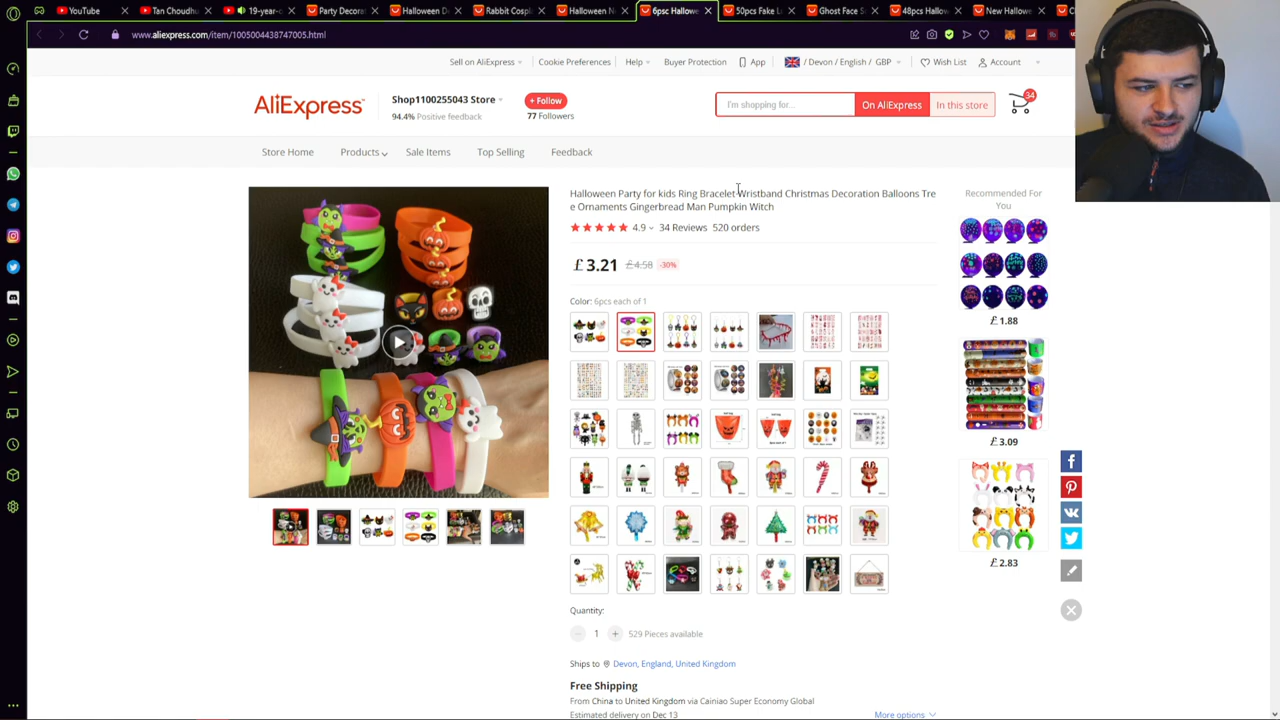 YouTube
Tan Choudhu
19-year-o
Party Decora
Halloween D
Rabbit Cospl
Halloween N
6psc Hallow
50pcs Fake L
Ghost Face S
48pcs Hallow
New Hallowe
www.aliexpress.com/item/1005004438747005.html
Sell on AliExpress
Cookie Preferences
Help
Buyer Protection
App
/ Devon / English / GBP
Wish List
Account
AliExpress
Shop1100255043 Store
94.4% Positive feedback
+ Follow
77 Followers
I'm shopping for...
On AliExpress
In this store
34
Store Home
Products
Sale Items
Top Selling
Feedback
Halloween Party for kids Ring Bracelet Wristband Christmas Decoration Balloons Tre
e Ornaments Gingerbread Man Pumpkin Witch
4.9
34 Reviews
520 orders
£ 3.21
£ 4.58
-30%
Color: 6pcs each of 1
Quantity:
1
529 Pieces available
Ships to
Devon, England, United Kingdom
Free Shipping
From China to United Kingdom via Cainiao Super Economy Global
Estimated delivery on Dec 13
More options
Recommended For
You
£ 1.88
£ 3.09
£ 2.83